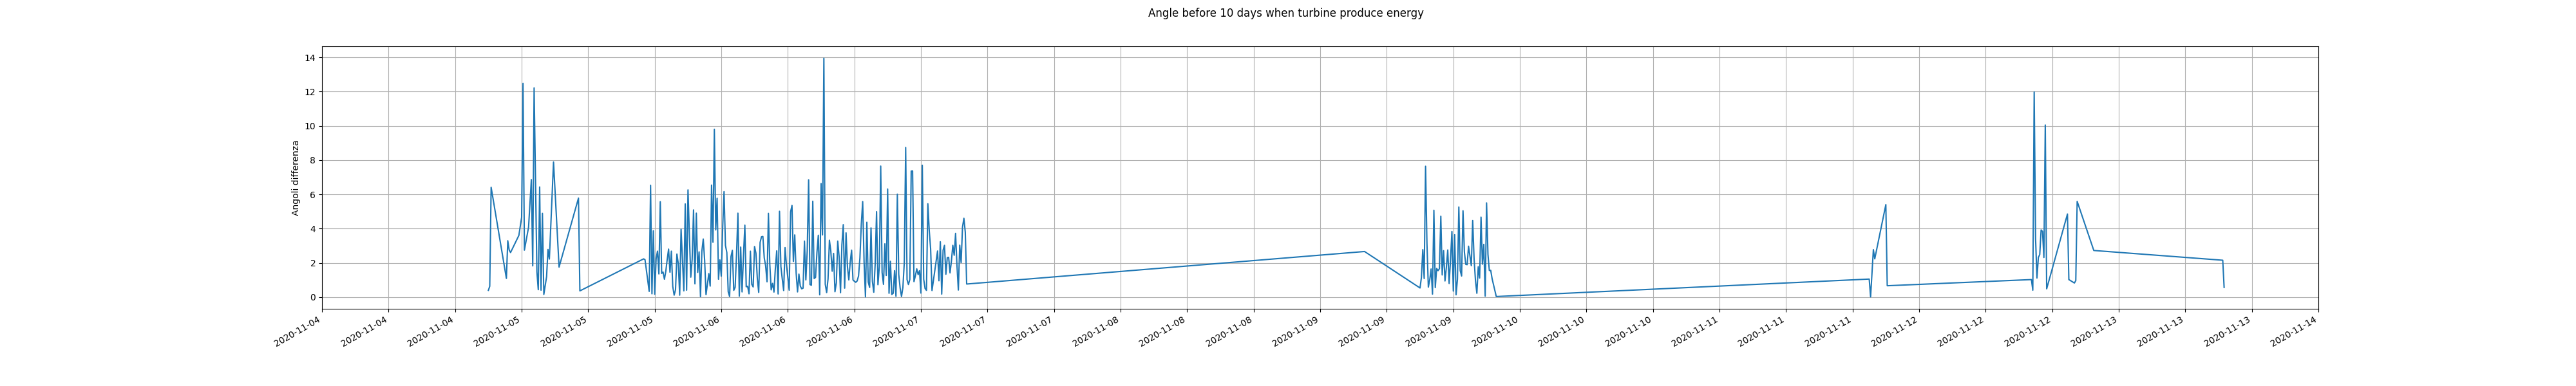 Angle before 10 days when turbine produce energy
Angoli differenza
14
12
10
8
6
4
2
0
2020-11-04 2020-11-04 2020-11-04 2020-11-05 2020-11-05 2020-11-05 2020-11-06 2020-11-06 2020-11-06 2020-11-07 2020-11-07 2020-11-07 2020-11-08 2020-11-08 2020-11-08 2020-11-09 2020-11-09 2020-11-09 2020-11-10 2020-11-10 2020-11-10 2020-11-11 2020-11-11 2020-11-11 2020-11-12 2020-11-12 2020-11-12 2020-11-13 2020-11-13 2020-11-13 2020-11-14